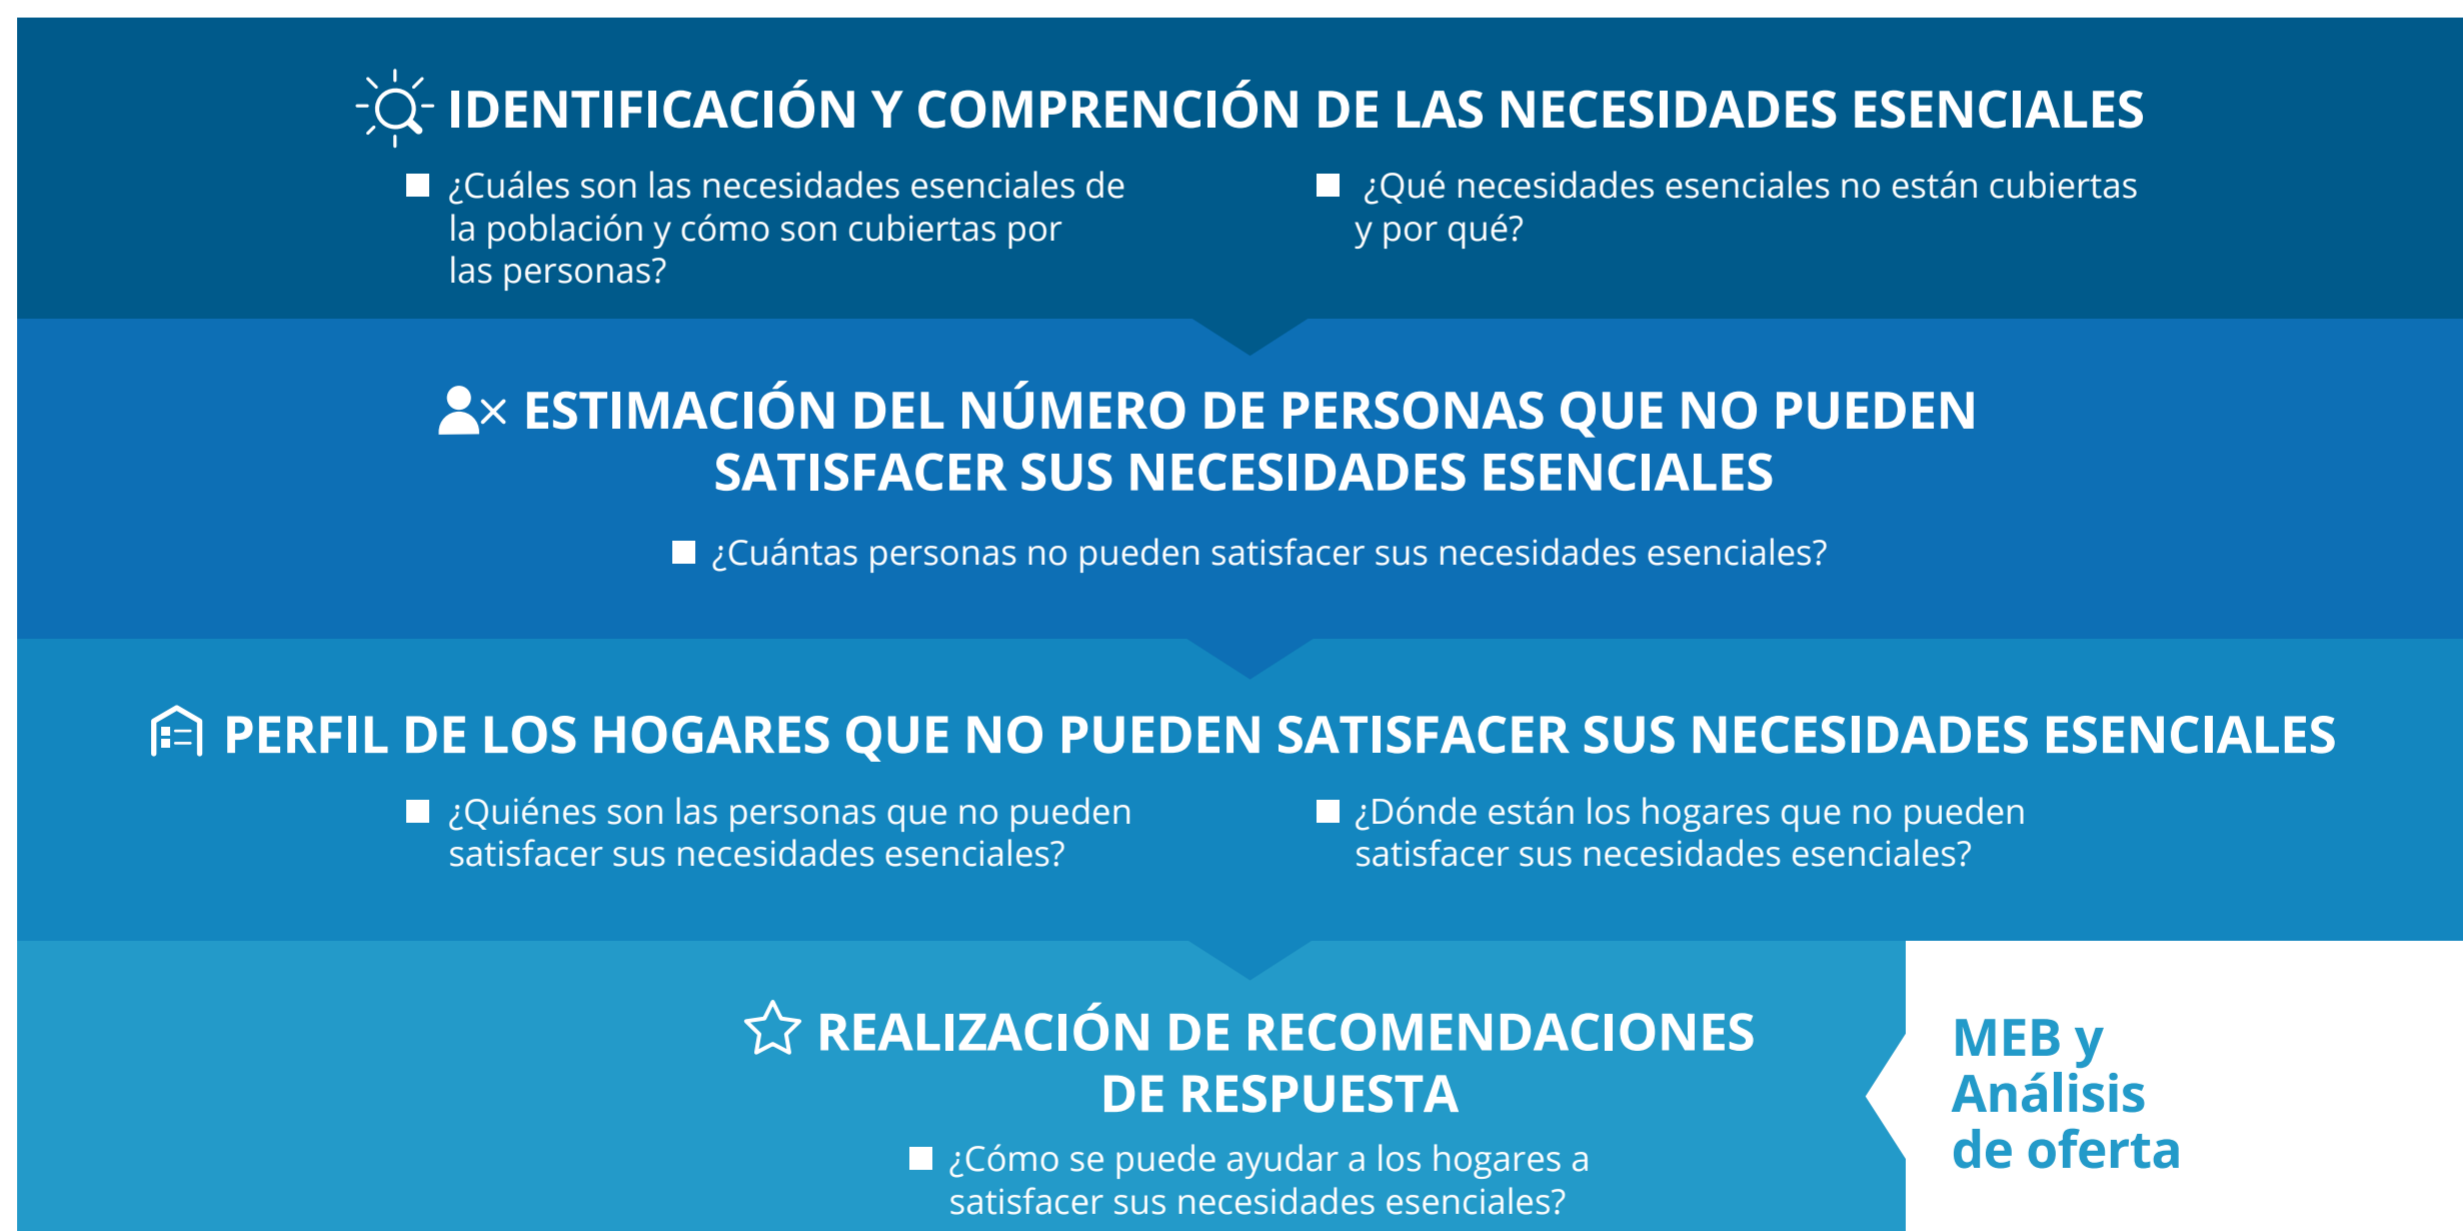 IDENTIFICACIÓN Y COMPRENCIÓN DE LAS NECESIDADES ESENCIALES
¿Cuáles son las necesidades esenciales de
la población y cómo son cubiertas por
las personas?
¿Qué necesidades esenciales no están cubiertas
y por qué?
ESTIMACIÓN DEL NÚMERO DE PERSONAS QUE NO PUEDEN
SATISFACER SUS NECESIDADES ESENCIALES
¿Cuántas personas no pueden satisfacer sus necesidades esenciales?
PERFIL DE LOS HOGARES QUE NO PUEDEN SATISFACER SUS NECESIDADES ESENCIALES
¿Quiénes son las personas que no pueden
satisfacer sus necesidades esenciales?
¿Dónde están los hogares que no pueden
satisfacer sus necesidades esenciales?
REALIZACIÓN DE RECOMENDACIONES
DE RESPUESTA
¿Cómo se puede ayudar a los hogares a
satisfacer sus necesidades esenciales?
MEB y
Análisis
de oferta